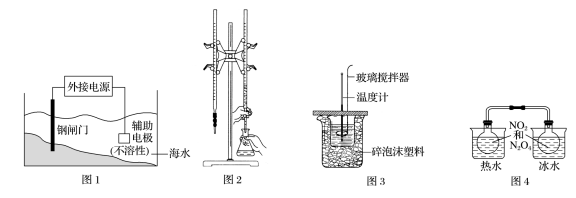 外接电源
钢闸门
辅助
电极
(不溶性)
海水
图1
图2
玻璃搅拌器
温度计
碎泡沫塑料
图3
NO₂
和
N₂O₄
热水
冰水
图4